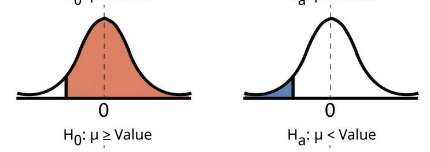 0
0
H0: μ ≥ Value
Ha: μ < Value